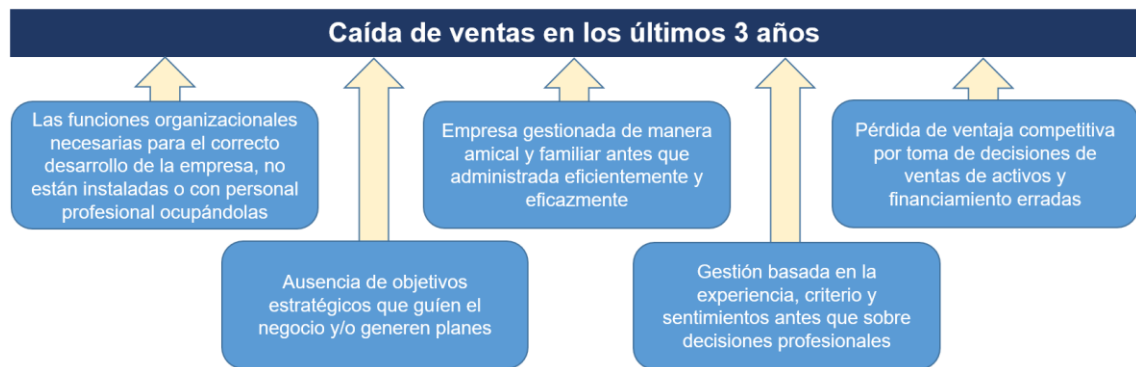 Caída de ventas en los últimos 3 años
Las funciones organizacionales
necesarias para el correcto
desarrollo de la empresa, no
están instaladas o con personal
profesional ocupándolas
Empresa gestionada de manera
amical y familiar antes que
administrada eficientemente y
eficazmente
Pérdida de ventaja competitiva
por toma de decisiones de
ventas de activos y
financiamiento erradas
Ausencia de objetivos
estratégicos que guíen el
negocio y/o generen planes
Gestión basada en la
experiencia, criterio y
sentimientos antes que sobre
decisiones profesionales